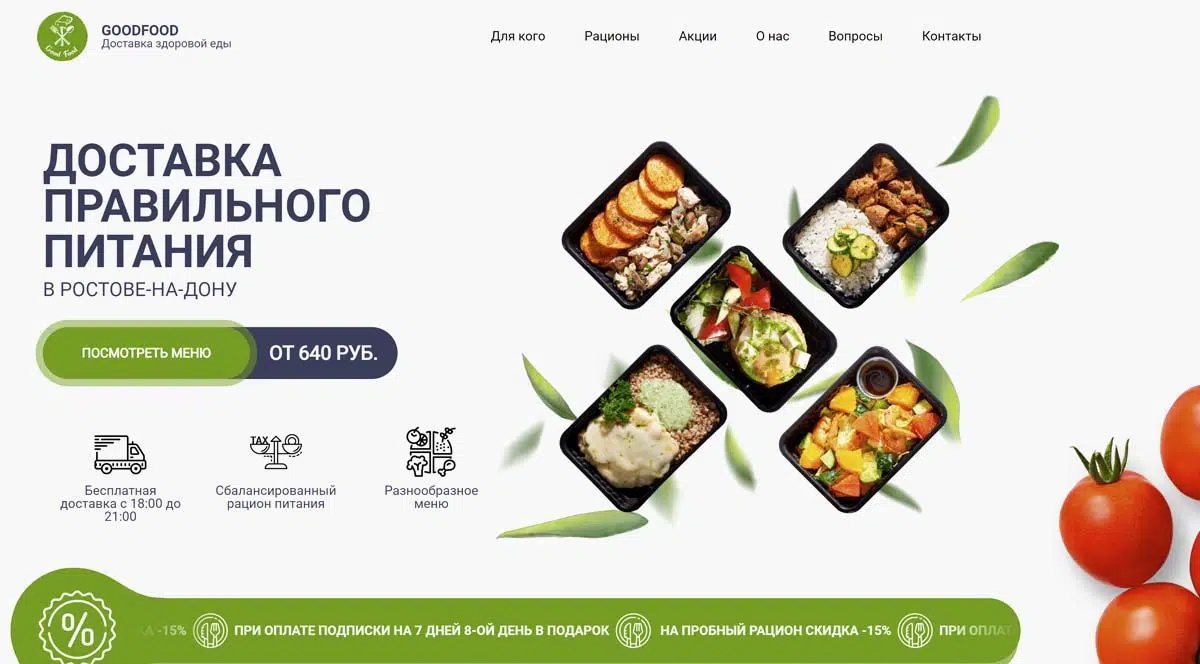 Good Food
GOODFOOD
Доставка здоровой еды
Для кого
Рационы
Акции
О нас
Вопросы
Контакты
ДОСТАВКА
ПРАВИЛЬНОГО
ПИТАНИЯ
В РОСТОВЕ-НА-ДОНУ
ПОСМОТРЕТЬ МЕНЮ
ОТ 640 РУБ.
TAX
Бесплатная
доставка с 18:00 до
21:00
Сбалансированный
рацион питания
Разнообразное
меню
%
КА -15%
ПРИ ОПЛАТЕ ПОДПИСКИ НА 7 ДНЕЙ 8-ОЙ ДЕНЬ В ПОДАРОК
НА ПРОБНЫЙ РАЦИОН СКИДКА -15%
ПРИ ОПЛАТ